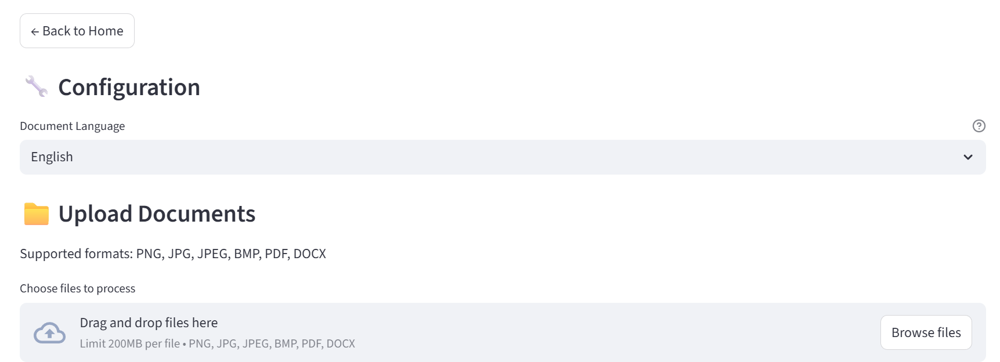 ← Back to Home
Configuration
Document Language
English
Upload Documents
Supported formats: PNG, JPG, JPEG, BMP, PDF, DOCX
Choose files to process
Drag and drop files here
Limit 200MB per file • PNG, JPG, JPEG, BMP, PDF, DOCX
Browse files